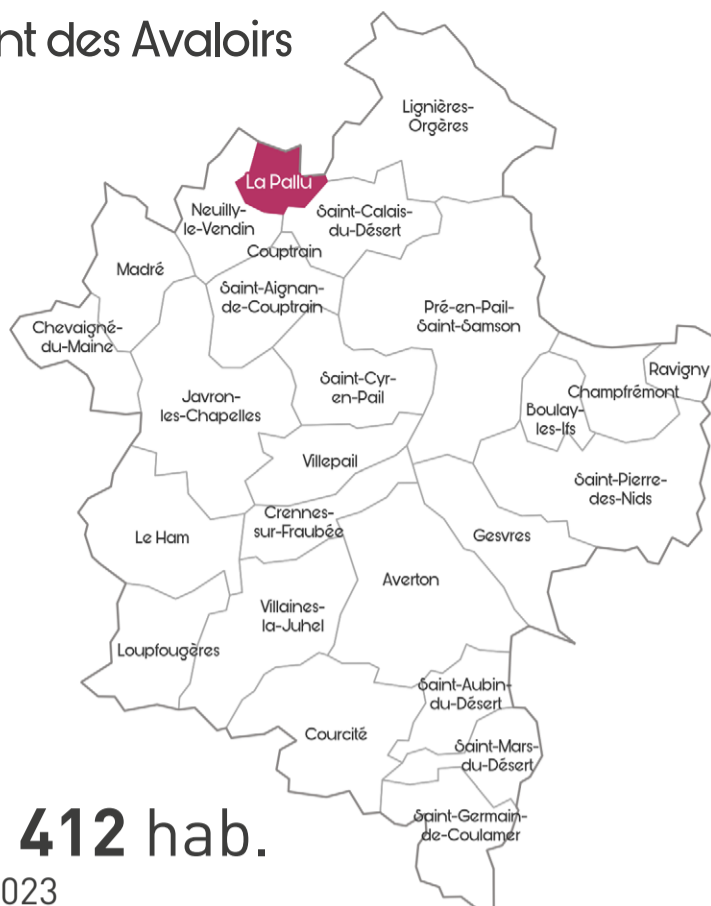 nt des Avaloirs
Lignières-
Orgères
La Pallu
Neuilly-
le-Vendin
Saint-Calais-
du-Désert
Couptrain
Madré
Saint-Aignan-
de-Couptrain
Pré-en-Pail-
Saint-Samson
Chevaigné-
du-Maine
Ravigny
Saint-Cyr-
en-Pail
Champfrémont
Javron-
les-Chapelles
Boulay-
les-Ifs
Villepail
Saint-Pierre-
des-Nids
Crennes-
sur-Fraubée
Le Ham
Gesvres
Averton
Villaines-
la-Juhel
Loupfougères
Saint-Aubin-
du-Désert
Courcité
Saint-Mars-
du-Désert
Saint-Germain-
de-Coulamer
412 hab.
023